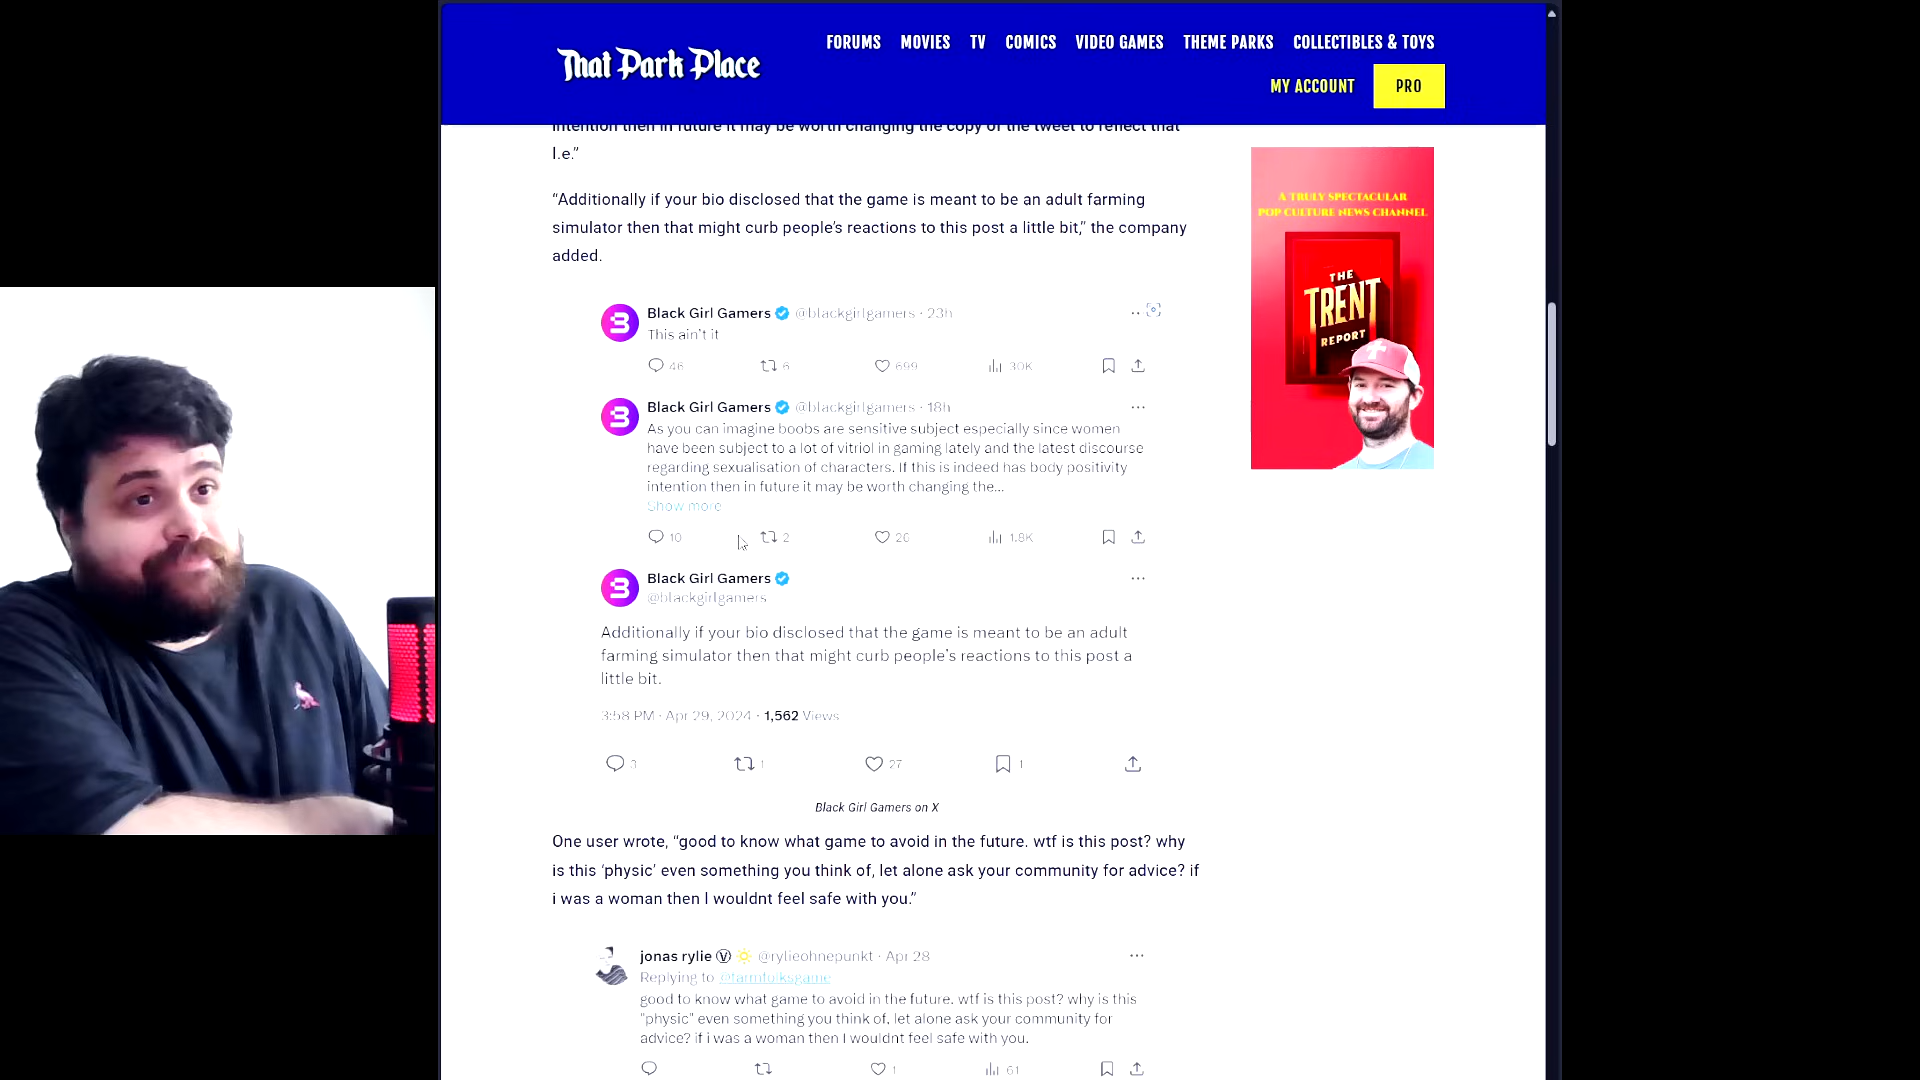 FORUMS MOVIES TV COMICS VIDEO GAMES THEME PARKS COLLECTIBLES & TOYS
That Park Place
MY ACCOUNT PRO
intention then in future it may be worth changing the copy of the tweet to reflect that
I.e.”
“Additionally if your bio disclosed that the game is meant to be an adult farming
simulator then that might curb people’s reactions to this post a little bit,” the company
added.
A TRULY SPECTACULAR
POP CULTURE NEWS CHANNEL
THE
TRENT
REPORT
Black Girl Gamers @blackgirlgamers · 23h
This ain't it
46 6 699 30K
Black Girl Gamers @blackgirlgamers · 18h
As you can imagine boobs are sensitive subject especially since women
have been subject to a lot of vitriol in gaming lately and the latest discourse
regarding sexualisation of characters. If this is indeed has body positivity
intention then in future it may be worth changing the...
Show more
10 2 26 1.8K
Black Girl Gamers
@blackgirlgamers
Additionally if your bio disclosed that the game is meant to be an adult
farming simulator then that might curb people's reactions to this post a
little bit.
3:58 PM · Apr 29, 2024 · 1,562 Views
3 1 27 1
Black Girl Gamers on X
One user wrote, “good to know what game to avoid in the future. wtf is this post? why
is this ‘physic’ even something you think of, let alone ask your community for advice? if
i was a woman then I wouldnt feel safe with you.”
jonas rylie Ⓥ @rylieohnepunkt · Apr 28
Replying to @farmfolksgame
good to know what game to avoid in the future. wtf is this post? why is this
"physic" even something you think of, let alone ask your community for
advice? if i was a woman then I wouldnt feel safe with you.
1 61